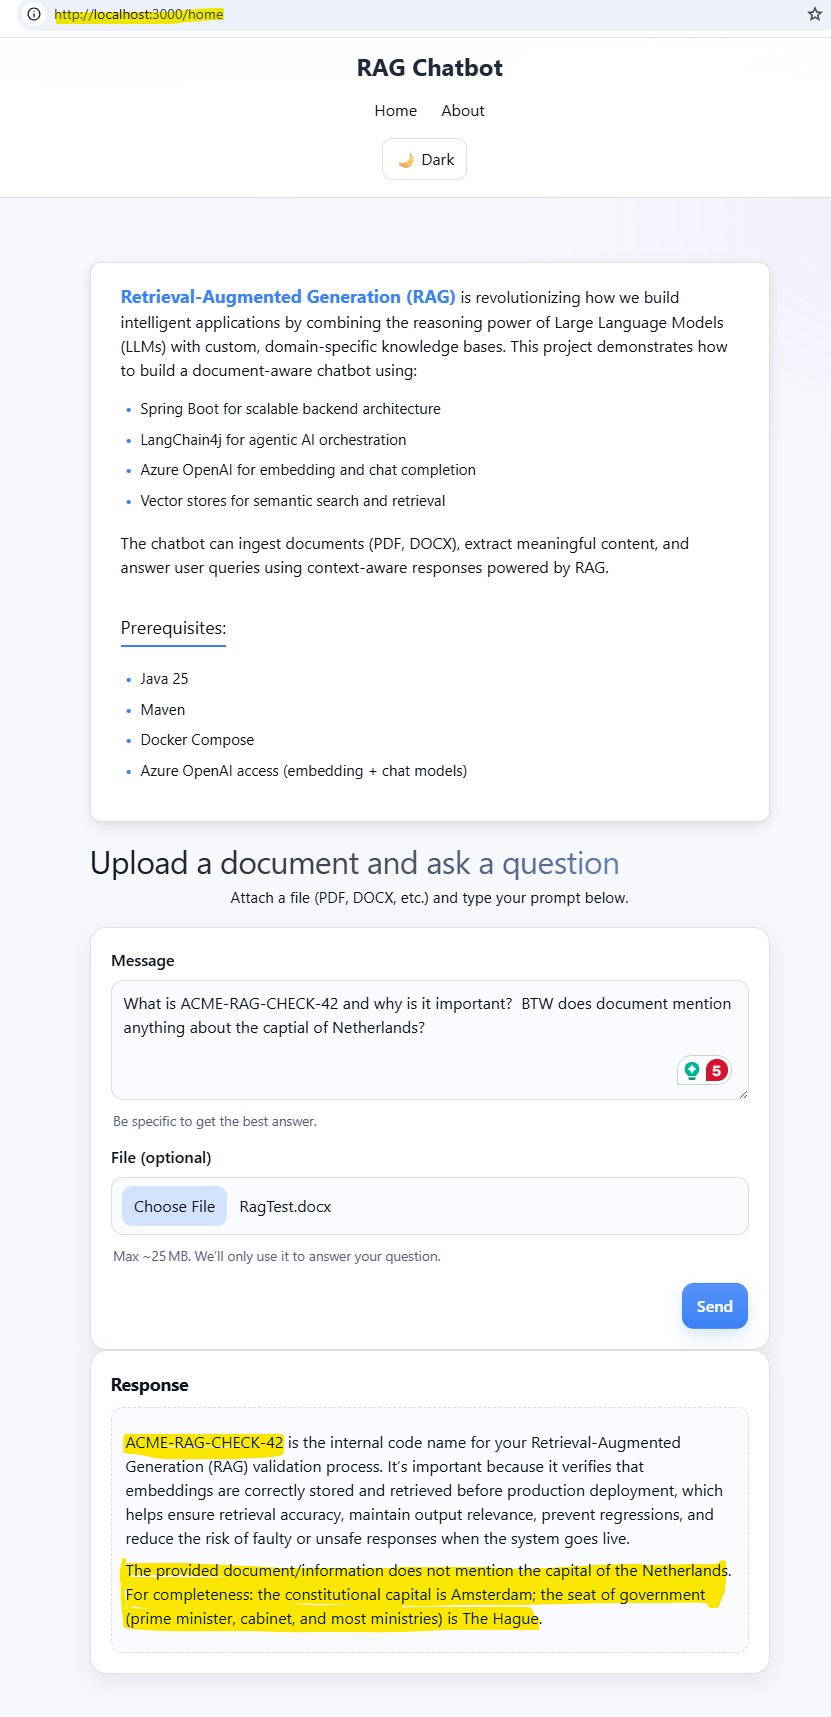 http://localhost:3000/home
RAG Chatbot
Home About
🌙 Dark
Retrieval-Augmented Generation (RAG) is revolutionizing how we build
intelligent applications by combining the reasoning power of Large Language Models
(LLMs) with custom, domain-specific knowledge bases. This project demonstrates how
to build a document-aware chatbot using:
• Spring Boot for scalable backend architecture
• LangChain4j for agentic AI orchestration
• Azure OpenAI for embedding and chat completion
• Vector stores for semantic search and retrieval
The chatbot can ingest documents (PDF, DOCX), extract meaningful content, and
answer user queries using context-aware responses powered by RAG.
Prerequisites:
• Java 25
• Maven
• Docker Compose
• Azure OpenAI access (embedding + chat models)
Upload a document and ask a question
Attach a file (PDF, DOCX, etc.) and type your prompt below.
Message
What is ACME-RAG-CHECK-42 and why is it important?  BTW does document mention
anything about the captial of Netherlands?
5
Be specific to get the best answer.
File (optional)
Choose File RagTest.docx
Max ~25 MB. We’ll only use it to answer your question.
Send
Response
ACME-RAG-CHECK-42 is the internal code name for your Retrieval-Augmented
Generation (RAG) validation process. It’s important because it verifies that
embeddings are correctly stored and retrieved before production deployment, which
helps ensure retrieval accuracy, maintain output relevance, prevent regressions, and
reduce the risk of faulty or unsafe responses when the system goes live.
The provided document/information does not mention the capital of the Netherlands.
For completeness: the constitutional capital is Amsterdam; the seat of government
(prime minister, cabinet, and most ministries) is The Hague.